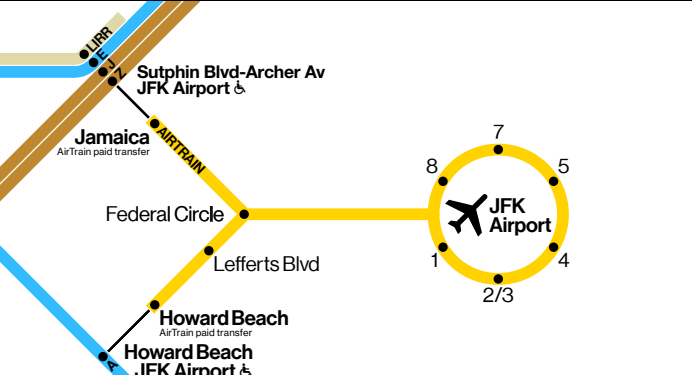 LIRR
E
J
Z
Sutphin Blvd-Archer Av
JFK Airport
Jamaica
AirTrain paid transfer
AIRTRAIN
7
8
5
JFK
Airport
Federal Circle
1
4
2/3
Lefferts Blvd
Howard Beach
AirTrain paid transfer
Howard Beach
JFK Airport
A